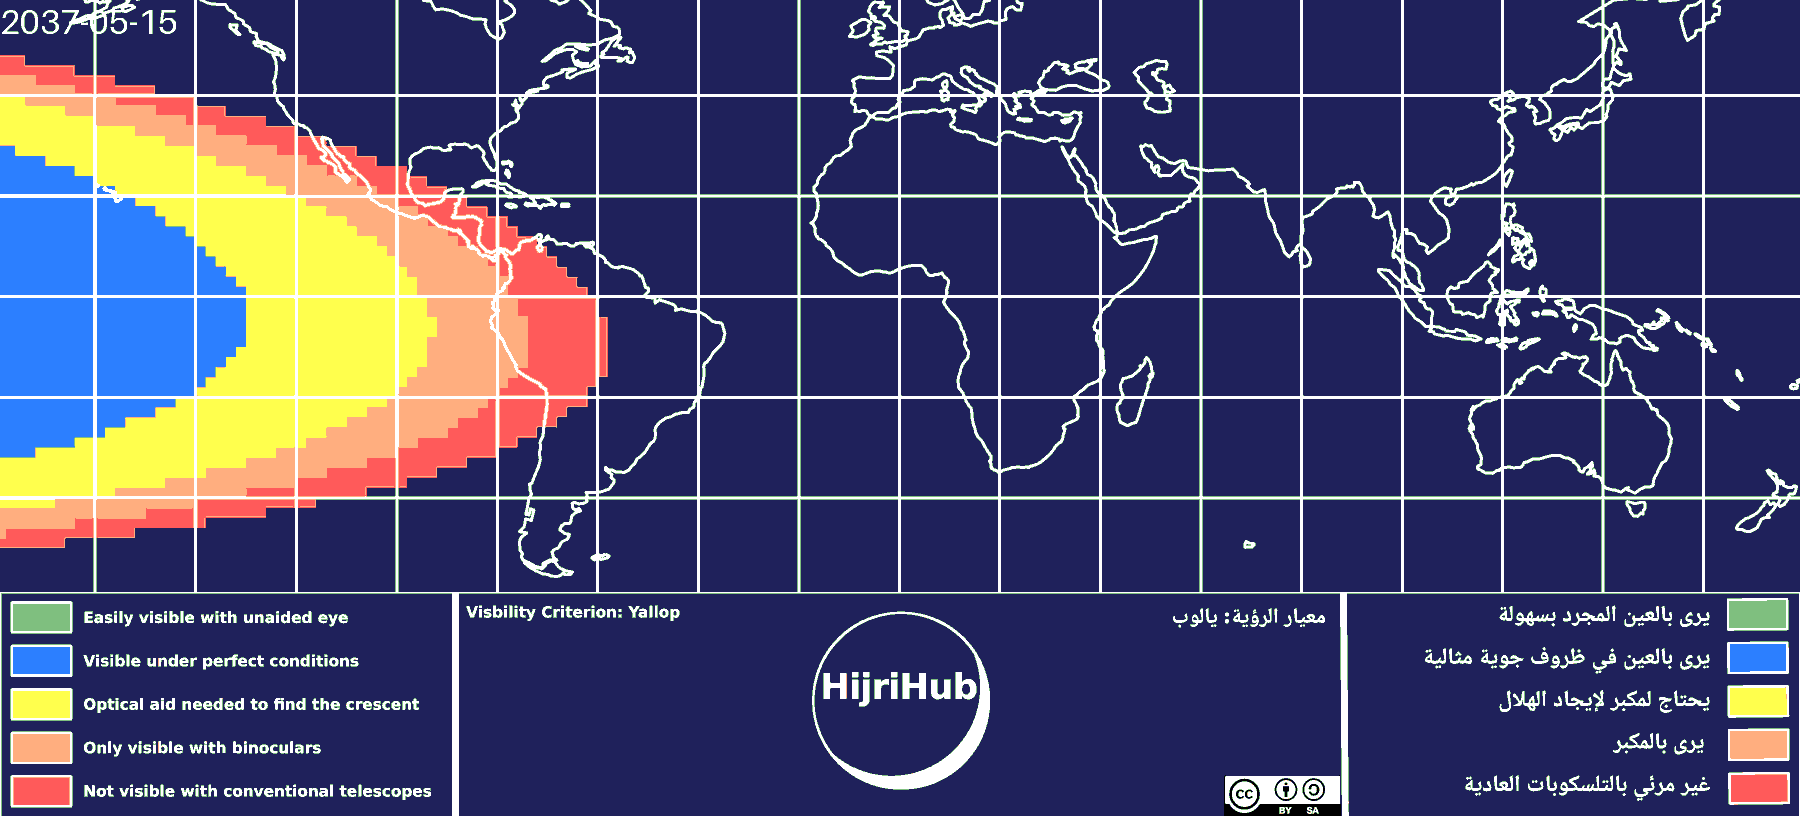 2037-05-15
Easily visible with unaided eye
Visible under perfect conditions
Optical aid needed to find the crescent
Only visible with binoculars
Not visible with conventional telescopes
Visbility Criterion: Yallop
معيار الرؤية: يالوب
HijriHub
cc
BY SA
يرى بالعين المجرد بسهولة
يرى بالعين في ظروف جوية مثالية
يحتاج لمكبر لإيجاد الهلال
يرى بالمكبر
غير مرئي بالتلسكوبات العادية